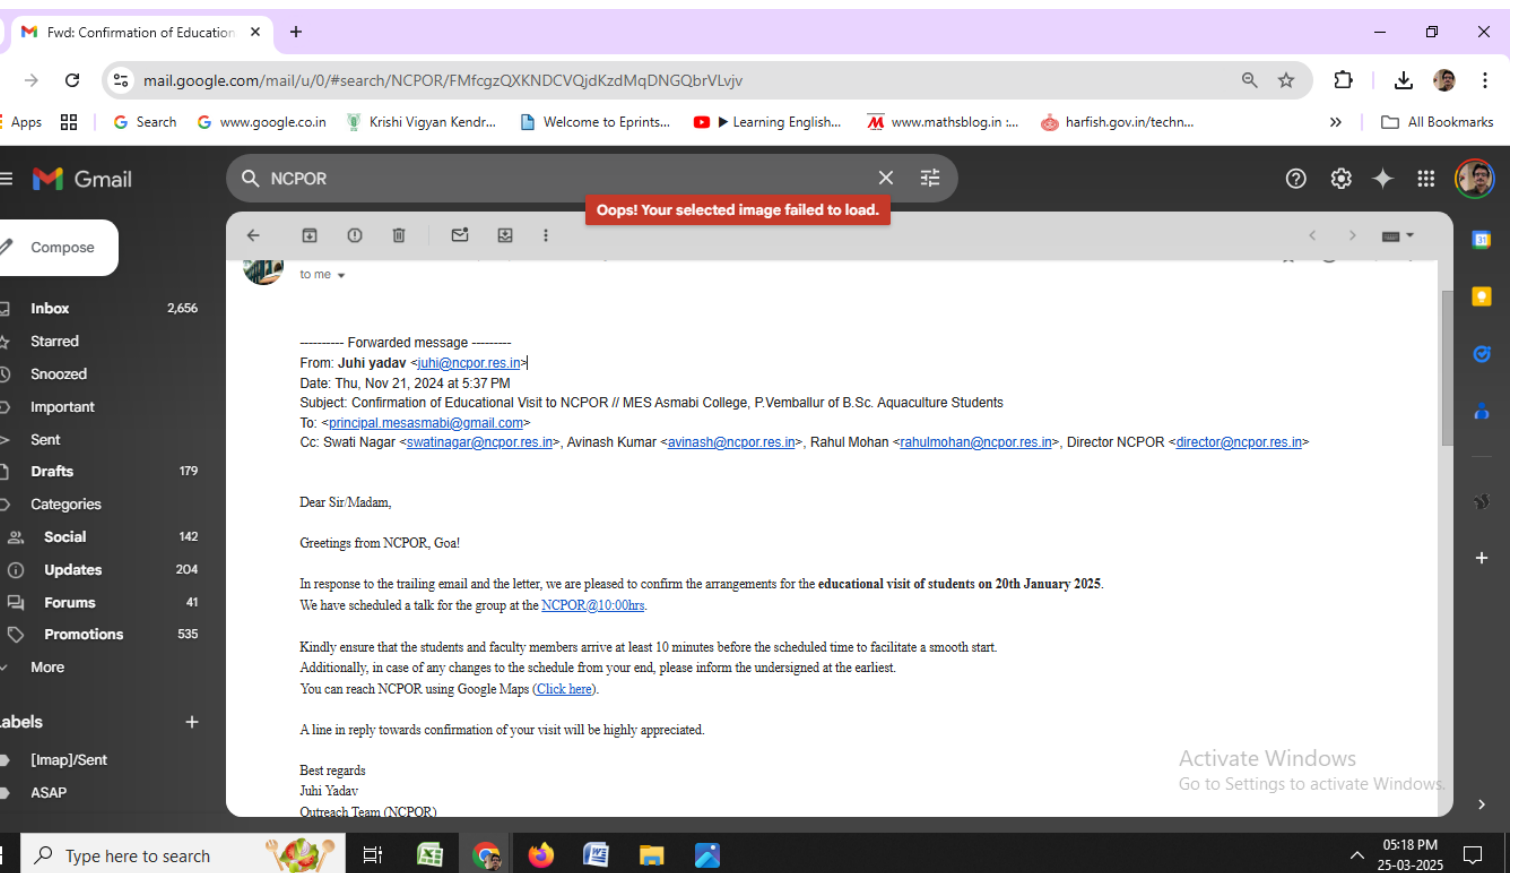 Fwd: Confirmation of Education
mail.google.com/mail/u/0/#search/NCPOR/FMfcgzQXKNDCVQjdKzdMqDNGQbrVLvjv
Apps Search www.google.co.in Krishi Vigyan Kendr... Welcome to Eprints... Learning English... www.mathsblog.in :... harfish.gov.in/techn... » All Bookmarks
Gmail
NCPOR
Oops! Your selected image failed to load.
Compose
Inbox 2,656
Starred
Snoozed
Important
Sent
Drafts 179
Categories
Social 142
Updates 204
Forums 41
Promotions 535
More
abels +
[Imap]/Sent
ASAP
31
to me
---------- Forwarded message ---------
From: Juhi yadav <juhi@ncpor.res.in>
Date: Thu, Nov 21, 2024 at 5:37 PM
Subject: Confirmation of Educational Visit to NCPOR // MES Asmabi College, P.Vemballur of B.Sc. Aquaculture Students
To: <principal.mesasmabi@gmail.com>
Cc: Swati Nagar <swatinagar@ncpor.res.in>, Avinash Kumar <avinash@ncpor.res.in>, Rahul Mohan <rahulmohan@ncpor.res.in>, Director NCPOR <director@ncpor.res.in>
Dear Sir/Madam,
Greetings from NCPOR, Goa!
In response to the trailing email and the letter, we are pleased to confirm the arrangements for the educational visit of students on 20th January 2025.
We have scheduled a talk for the group at the NCPOR@10:00hrs.
Kindly ensure that the students and faculty members arrive at least 10 minutes before the scheduled time to facilitate a smooth start.
Additionally, in case of any changes to the schedule from your end, please inform the undersigned at the earliest.
You can reach NCPOR using Google Maps (Click here).
A line in reply towards confirmation of your visit will be highly appreciated.
Best regards
Juhi Yadav
Outreach Team (NCPOR)
Activate Windows
Go to Settings to activate Windows.
Type here to search
05:18 PM
25-03-2025